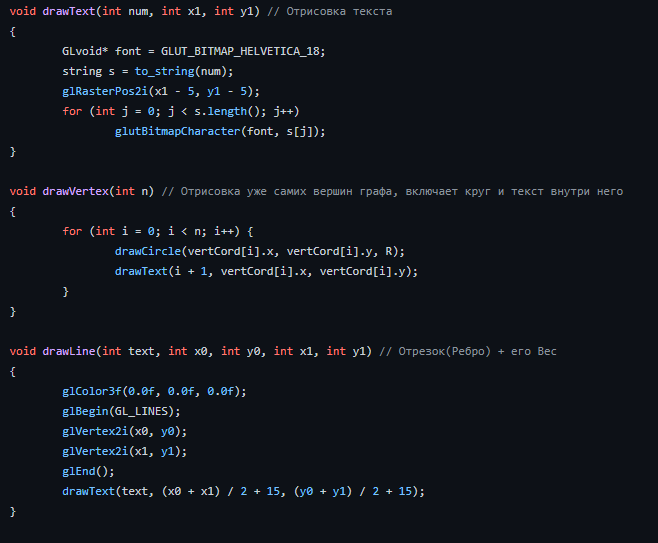 void drawText(int num, int x1, int y1) // Отрисовка текста
{
        GLvoid* font = GLUT_BITMAP_HELVETICA_18;
        string s = to_string(num);
        glRasterPos2i(x1 - 5, y1 - 5);
        for (int j = 0; j < s.length(); j++)
                glutBitmapCharacter(font, s[j]);
}

void drawVertex(int n) // Отрисовка уже самих вершин графа, включает круг и текст внутри него
{
        for (int i = 0; i < n; i++) {
                drawCircle(vertCord[i].x, vertCord[i].y, R);
                drawText(i + 1, vertCord[i].x, vertCord[i].y);
        }
}

void drawLine(int text, int x0, int y0, int x1, int y1) // Отрезок(Ребро) + его Вес
{
        glColor3f(0.0f, 0.0f, 0.0f);
        glBegin(GL_LINES);
        glVertex2i(x0, y0);
        glVertex2i(x1, y1);
        glEnd();
        drawText(text, (x0 + x1) / 2 + 15, (y0 + y1) / 2 + 15);
}